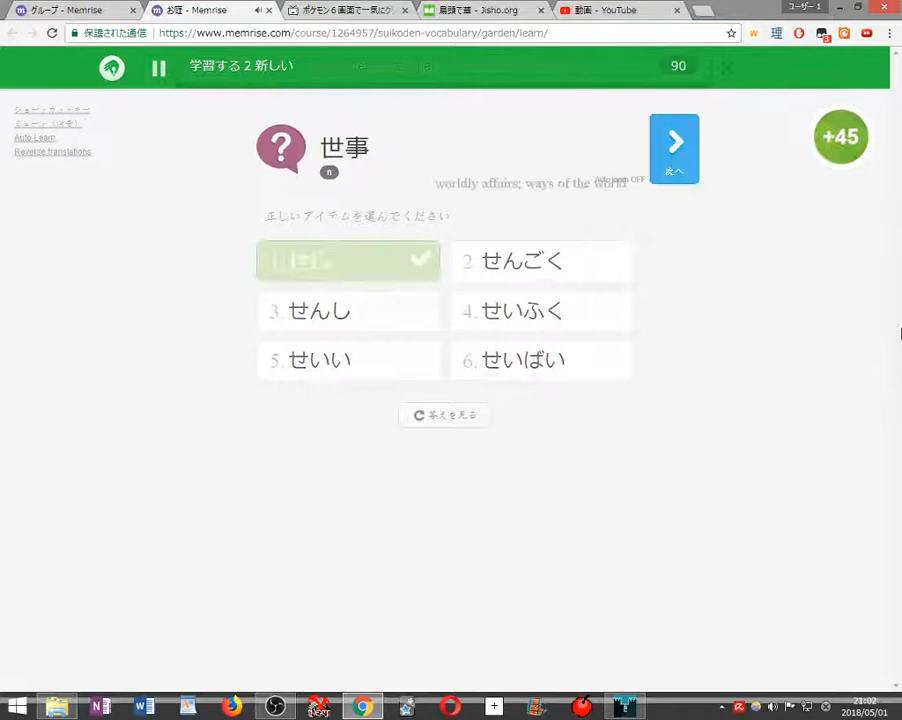 グループ - Memrise
お庭 - Memrise
ポケモン６画面で一気にク
烏頭で華 - Jisho.org
動画 - YouTube
ユーザー 1
保護された通信
https://www.memrise.com/course/1264957/suikoden-vocabulary/garden/learn/
学習する 2 新しい
90
Auto Learn
Reverse translations
世事
n
次へ
+45
worldly affairs; ways of the world
Auto learn OFF
正しいアイテムを選んでください
1
2 せんごく
3. せんし
4. せいふく
5. せいい
6. せいばい
答えを見る
21:02
2018/05/01